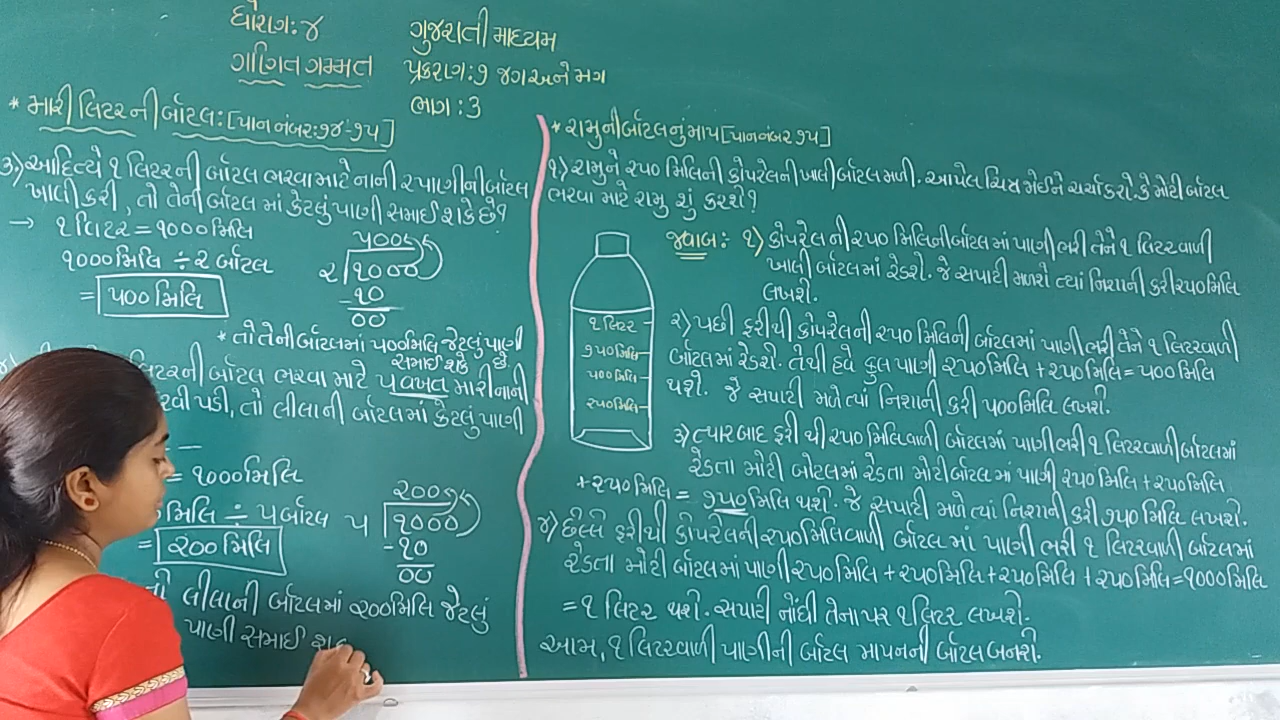 ધોરણ: ૪
ગુજરાતી માધ્યમ
ગણિત ગમ્મત
પ્રકરણ: ૭ જગ અને મગ
ભાગ: ૩
* મારી લિટરની બૉટલ: [પાન નંબર: ૭૪-૭૫]
૩) આદિત્યે ૧ લિટરની બૉટલ ભરવા માટે નાની ૨ પાણીની બૉટલ
ખાલી કરી, તો તેની બૉટલ માં કેટલું પાણી સમાઈ શકે છે?
→ ૧ લિટર = ૧૦૦૦ મિલિ
૧૦૦૦ મિલિ ÷ ૨ બૉટલ
= ૫૦૦ મિલિ
૫૦૦
૨ ૧૦૦૦
-૧૦
૦૦
* તો તેની બૉટલમાં ૫૦૦ મિલિ જેટલું પાણી
સમાઈ શકે છે.
લિટરની બૉટલ ભરવા માટે ૫ વખત મારી નાની
પડી, તો લીલાની બૉટલમાં કેટલું પાણી
= ૧૦૦૦ મિલિ
મિલિ ÷ ૫ બૉટલ
= ૨૦૦ મિલિ
૨૦૦
૫ ૧૦૦૦
-૧૦
૦૦
લીલાની બૉટલમાં ૨૦૦ મિલિ જેટલું
પાણી સમાઈ
* રામુની બૉટલનું માપ [પાન નંબર ૭૫]
૧) રામુને ૨૫૦ મિલિની કોપરેલની ખાલી બૉટલ મળી. આપેલ ચિત્ર જોઈને ચર્ચા કરો. કે મોટી બૉટલ
ભરવા માટે રામુ શું કરશે?
જવાબ: ૧) કોપરેલ ની ૨૫૦ મિલિની બૉટલ માં પાણી ભરી તેને ૧ લિટરવાળી
ખાલી બૉટલમાં રેડશે. જે સપાટી મળશે ત્યાં નિશાની કરી ૨૫૦ મિલિ
લખશે.
૧ લિટર
૭૫૦ મિલિ
૫૦૦ મિલિ
૨૫૦ મિલિ
૨) પછી ફરીથી કોપરેલની ૨૫૦ મિલિની બૉટલમાં પાણી ભરી તેને ૧ લિટરવાળી
બૉટલમાં રેડશે. તેથી હવે કુલ પાણી ૨૫૦ મિલિ + ૨૫૦ મિલિ = ૫૦૦ મિલિ
થશે. જે સપાટી મળે ત્યાં નિશાની કરી ૫૦૦ મિલિ લખશે.
૩) ત્યારબાદ ફરી થી ૨૫૦ મિલિવાળી બૉટલમાં પાણી ભરી ૧ લિટરવાળી બૉટલમાં
રેડતા મોટી બોટલમાં રેડતા મોટી બૉટલ માં પાણી ૨૫૦ મિલિ + ૨૫૦ મિલિ
+ ૨૫૦ મિલિ = ૭૫૦ મિલિ થશે. જે સપાટી મળે ત્યાં નિશાની કરી ૭૫૦ મિલિ લખશે.
૪) છેલ્લે ફરીથી કોપરેલની ૨૫૦ મિલિવાળી બૉટલ માં પાણી ભરી ૧ લિટરવાળી બૉટલમાં
રેડતા મોટી બૉટલમાં પાણી ૨૫૦ મિલિ + ૨૫૦ મિલિ + ૨૫૦ મિલિ + ૨૫૦ મિલિ = ૧૦૦૦ મિલિ
= ૧ લિટર થશે. સપાટી નોંધી તેના પર ૧ લિટર લખશે.
આમ, ૧ લિટરવાળી પાણીની બૉટલ માપનની બૉટલ બનશે.